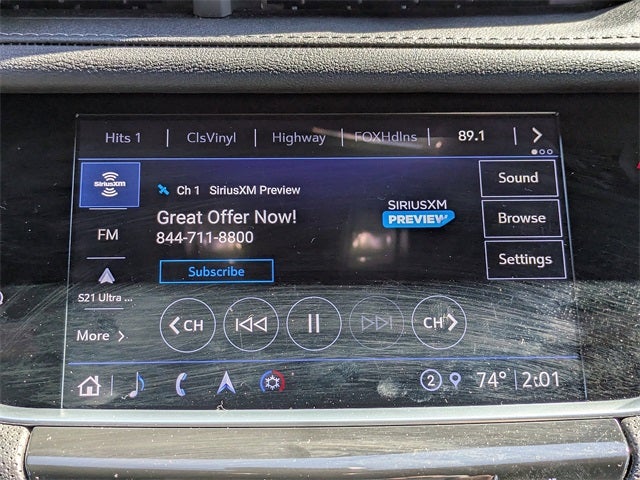 Hits 1 | ClsVinyl | Highway | FOXHdlns | 89.1
SiriusXM
Ch 1 SiriusXM Preview
Great Offer Now!
844-711-8800
Subscribe
SIRIUSXM
PREVIEW
Sound
Browse
Settings
FM
S21 Ultra ...
More
CH
CH
2 74° 2:01